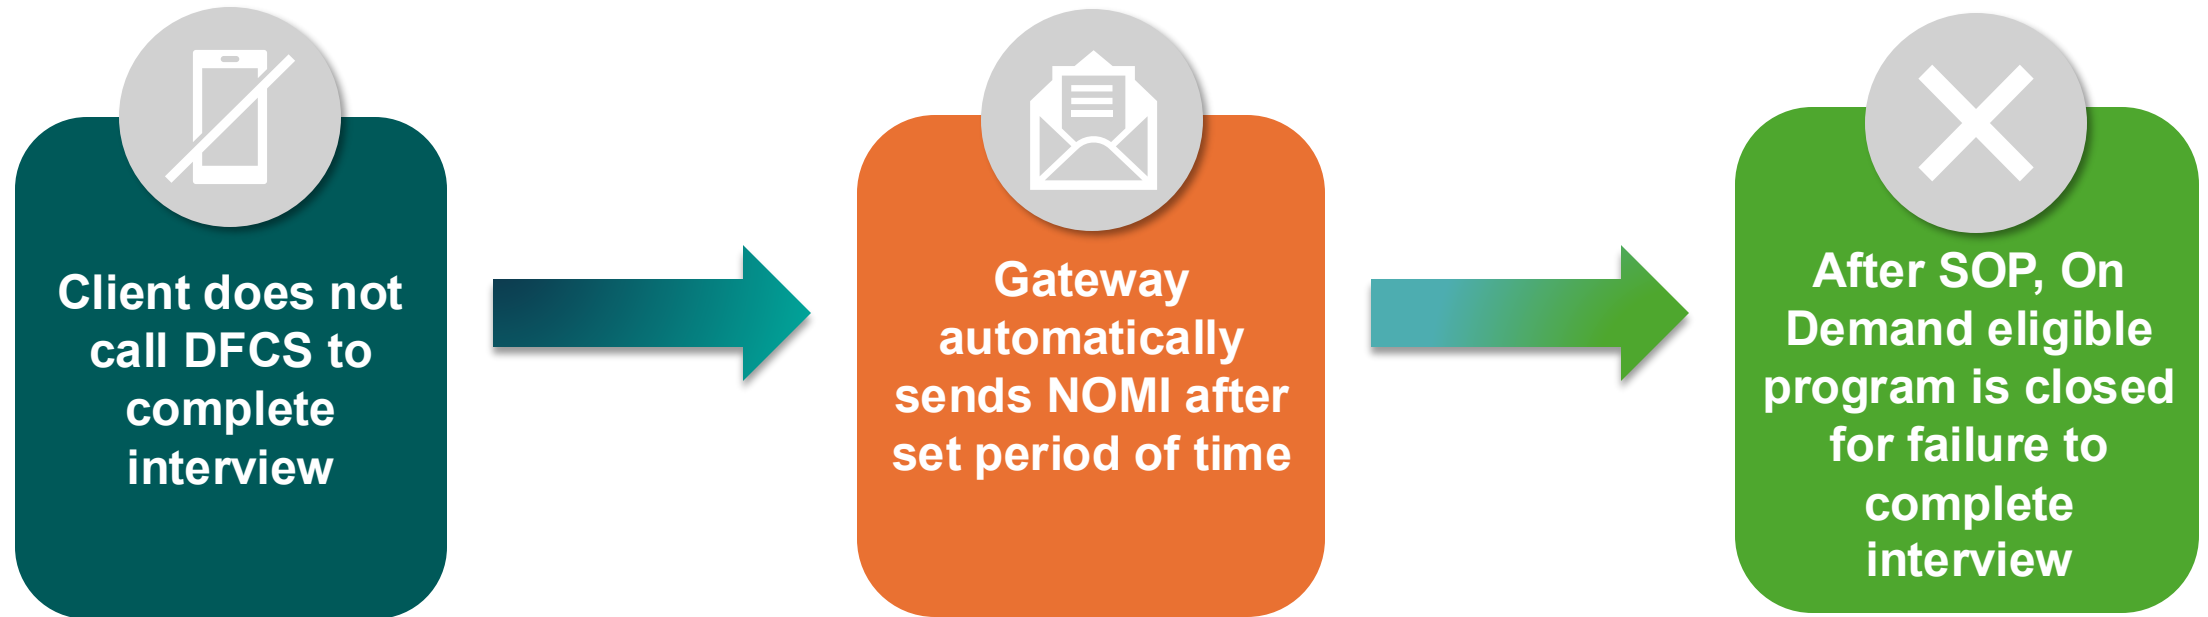 Client does not
call DFCS to
complete
interview
Gateway
automatically
sends NOMI after
set period of time
After SOP, On
Demand eligible
program is closed
for failure to
complete
interview